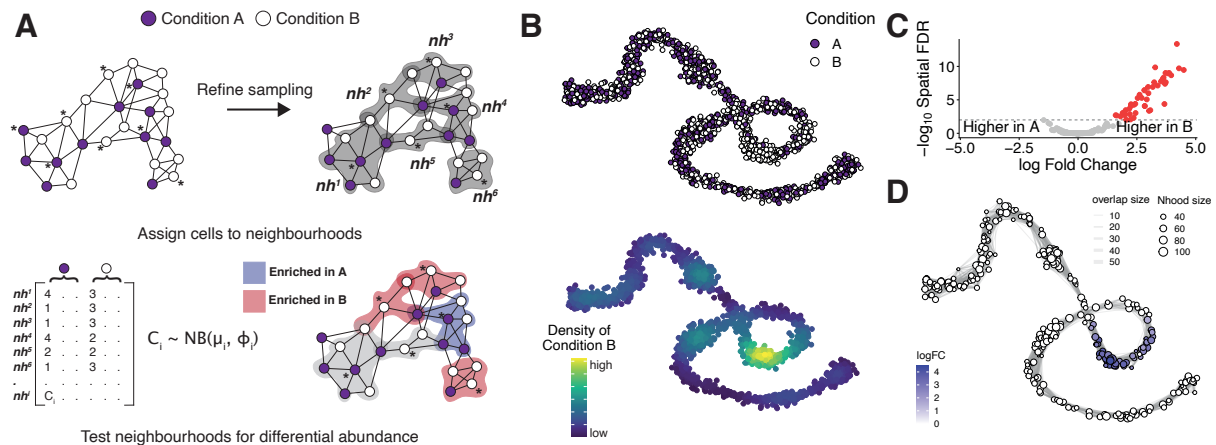 A
Condition A
Condition B
Refine sampling
nh¹
nh²
nh³
nh⁴
nh⁵
nh⁶
*
Assign cells to neighbourhoods
nh¹ 4 . . 3 . .
nh² 1 . . 3 . .
nh³ 1 . . 3 . .
nh⁴ 4 . . 2 . .
nh⁵ 2 . . 2 . .
nh⁶ 1 . . 3 . .
. . . . . . .
nhⁱ Cᵢ . . . . .
Cᵢ ~ NB(μᵢ, ϕᵢ)
Enriched in A
Enriched in B
Test neighbourhoods for differential abundance
B
Condition
A
B
Density of
Condition B
high
low
C
−log₁₀ Spatial FDR
10
5
0
Higher in A
Higher in B
−5.0
−2.5
0.0
2.5
5.0
log Fold Change
D
overlap size
10
20
30
40
50
Nhood size
40
60
80
100
logFC
4
3
2
1
0